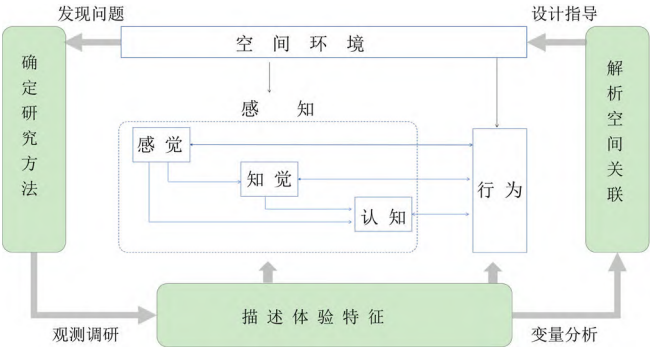 发现问题
设计指导
空间环境
确定研究方法
解析空间关联
感知
感觉
知觉
认知
行为
描述体验特征
观测调研
变量分析